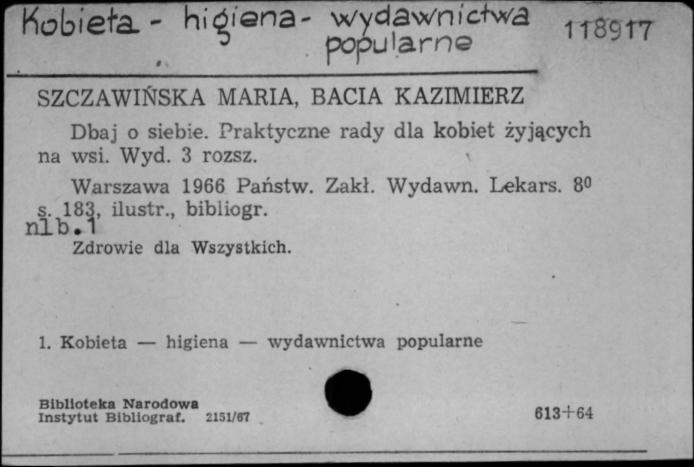 Kobieta - higiena - wydawnictwa
popularne
118917
SZCZAWIŃSKA MARIA, BACIA KAZIMIERZ
Dbaj o siebie. Praktyczne rady dla kobiet żyjących
na wsi. Wyd. 3 rozsz.
Warszawa 1966 Państw. Zakł. Wydawn. Lekars. 8⁰
s. 183, ilustr., bibliogr.
nlb.1
Zdrowie dla Wszystkich.
1. Kobieta — higiena — wydawnictwa popularne
Biblioteka Narodowa
Instytut Bibliograf. 2151/67
613+64